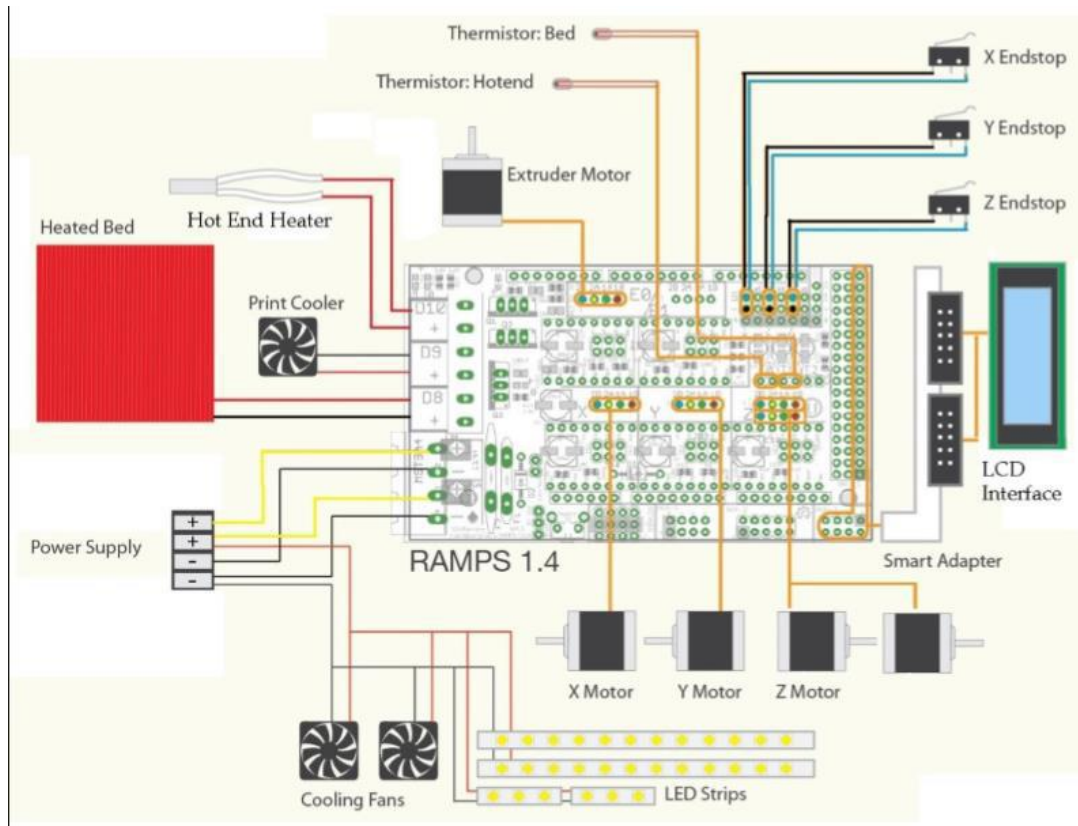 Thermistor: Bed
Thermistor: Hotend
X Endstop
Y Endstop
Z Endstop
Extruder Motor
Hot End Heater
Heated Bed
Print Cooler
D10
+
D9
+
D8
+
E0
E1
X
Y
Z
LCD
Interface
Power Supply
+
+
-
-
RAMPS 1.4
Smart Adapter
X Motor
Y Motor
Z Motor
Cooling Fans
LED Strips